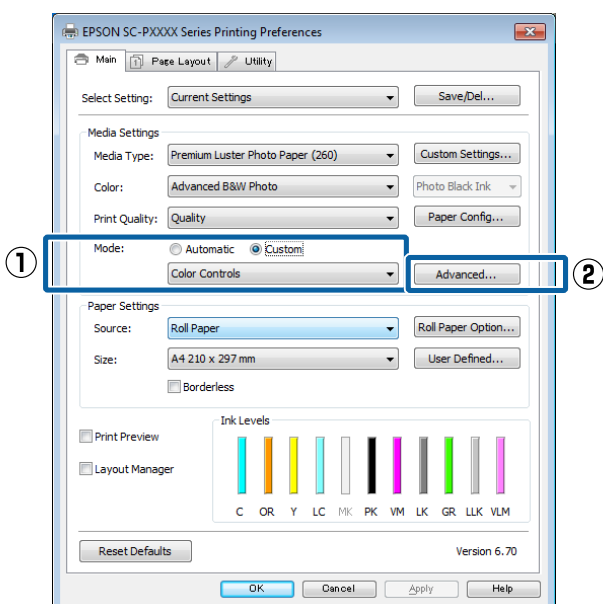 EPSON SC-PXXXX Series Printing Preferences
Main Page Layout Utility
Select Setting: Current Settings Save/Del...
Media Settings
Media Type: Premium Luster Photo Paper (260) Custom Settings...
Color: Advanced B&W Photo Photo Black Ink
Print Quality: Quality Paper Config...
Mode: Automatic Custom
① Color Controls Advanced... ②
Paper Settings
Source: Roll Paper Roll Paper Option...
Size: A4 210 x 297 mm User Defined...
Borderless
Ink Levels
Print Preview
Layout Manager
C OR Y LC MK PK VM LK GR LLK VLM
Reset Defaults Version 6.70
OK Cancel Apply Help